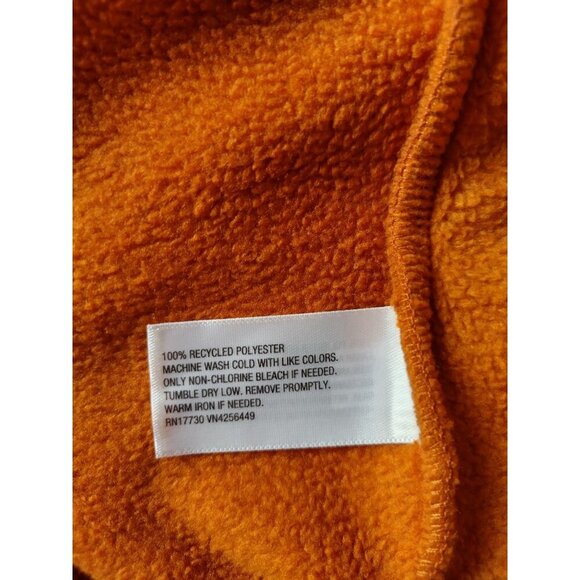 100% RECYCLED POLYESTER
MACHINE WASH COLD WITH LIKE COLORS.
ONLY NON-CHLORINE BLEACH IF NEEDED.
TUMBLE DRY LOW. REMOVE PROMPTLY.
WARM IRON IF NEEDED.
RN17730 VN4256449